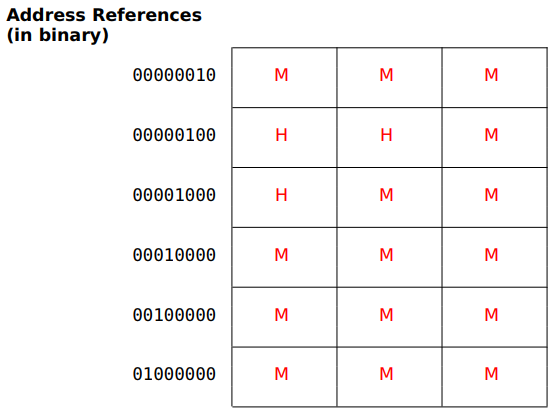 Address References
(in binary)
00000010 M M M
00000100 H H M
00001000 H M M
00010000 M M M
00100000 M M M
01000000 M M M